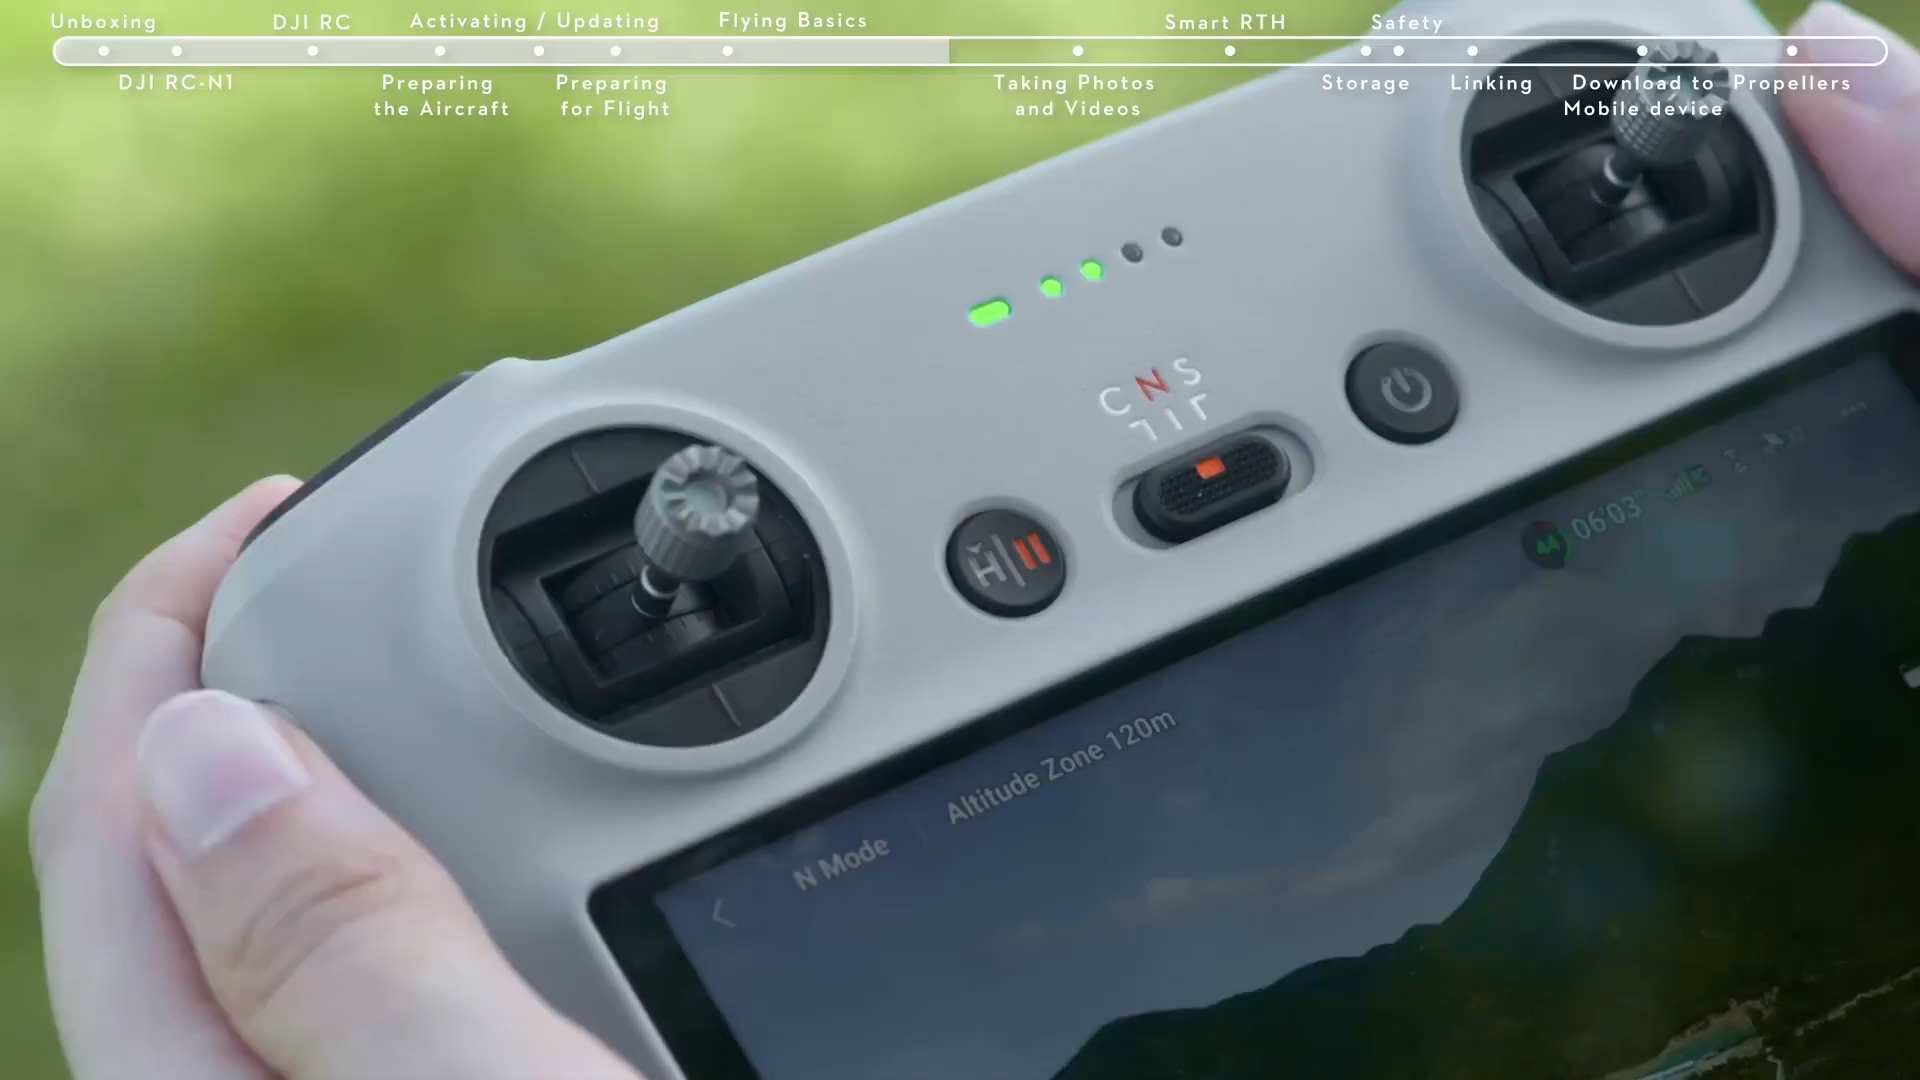 Unboxing
DJI RC
Activating / Updating
Flying Basics
Smart RTH
Safety
DJI RC-N1
Preparing
the Aircraft
Preparing
for Flight
Taking Photos
and Videos
Storage
Linking
Download to
Mobile device
Propellers
C N S
H
44
06'03"
N Mode
Altitude Zone 120m